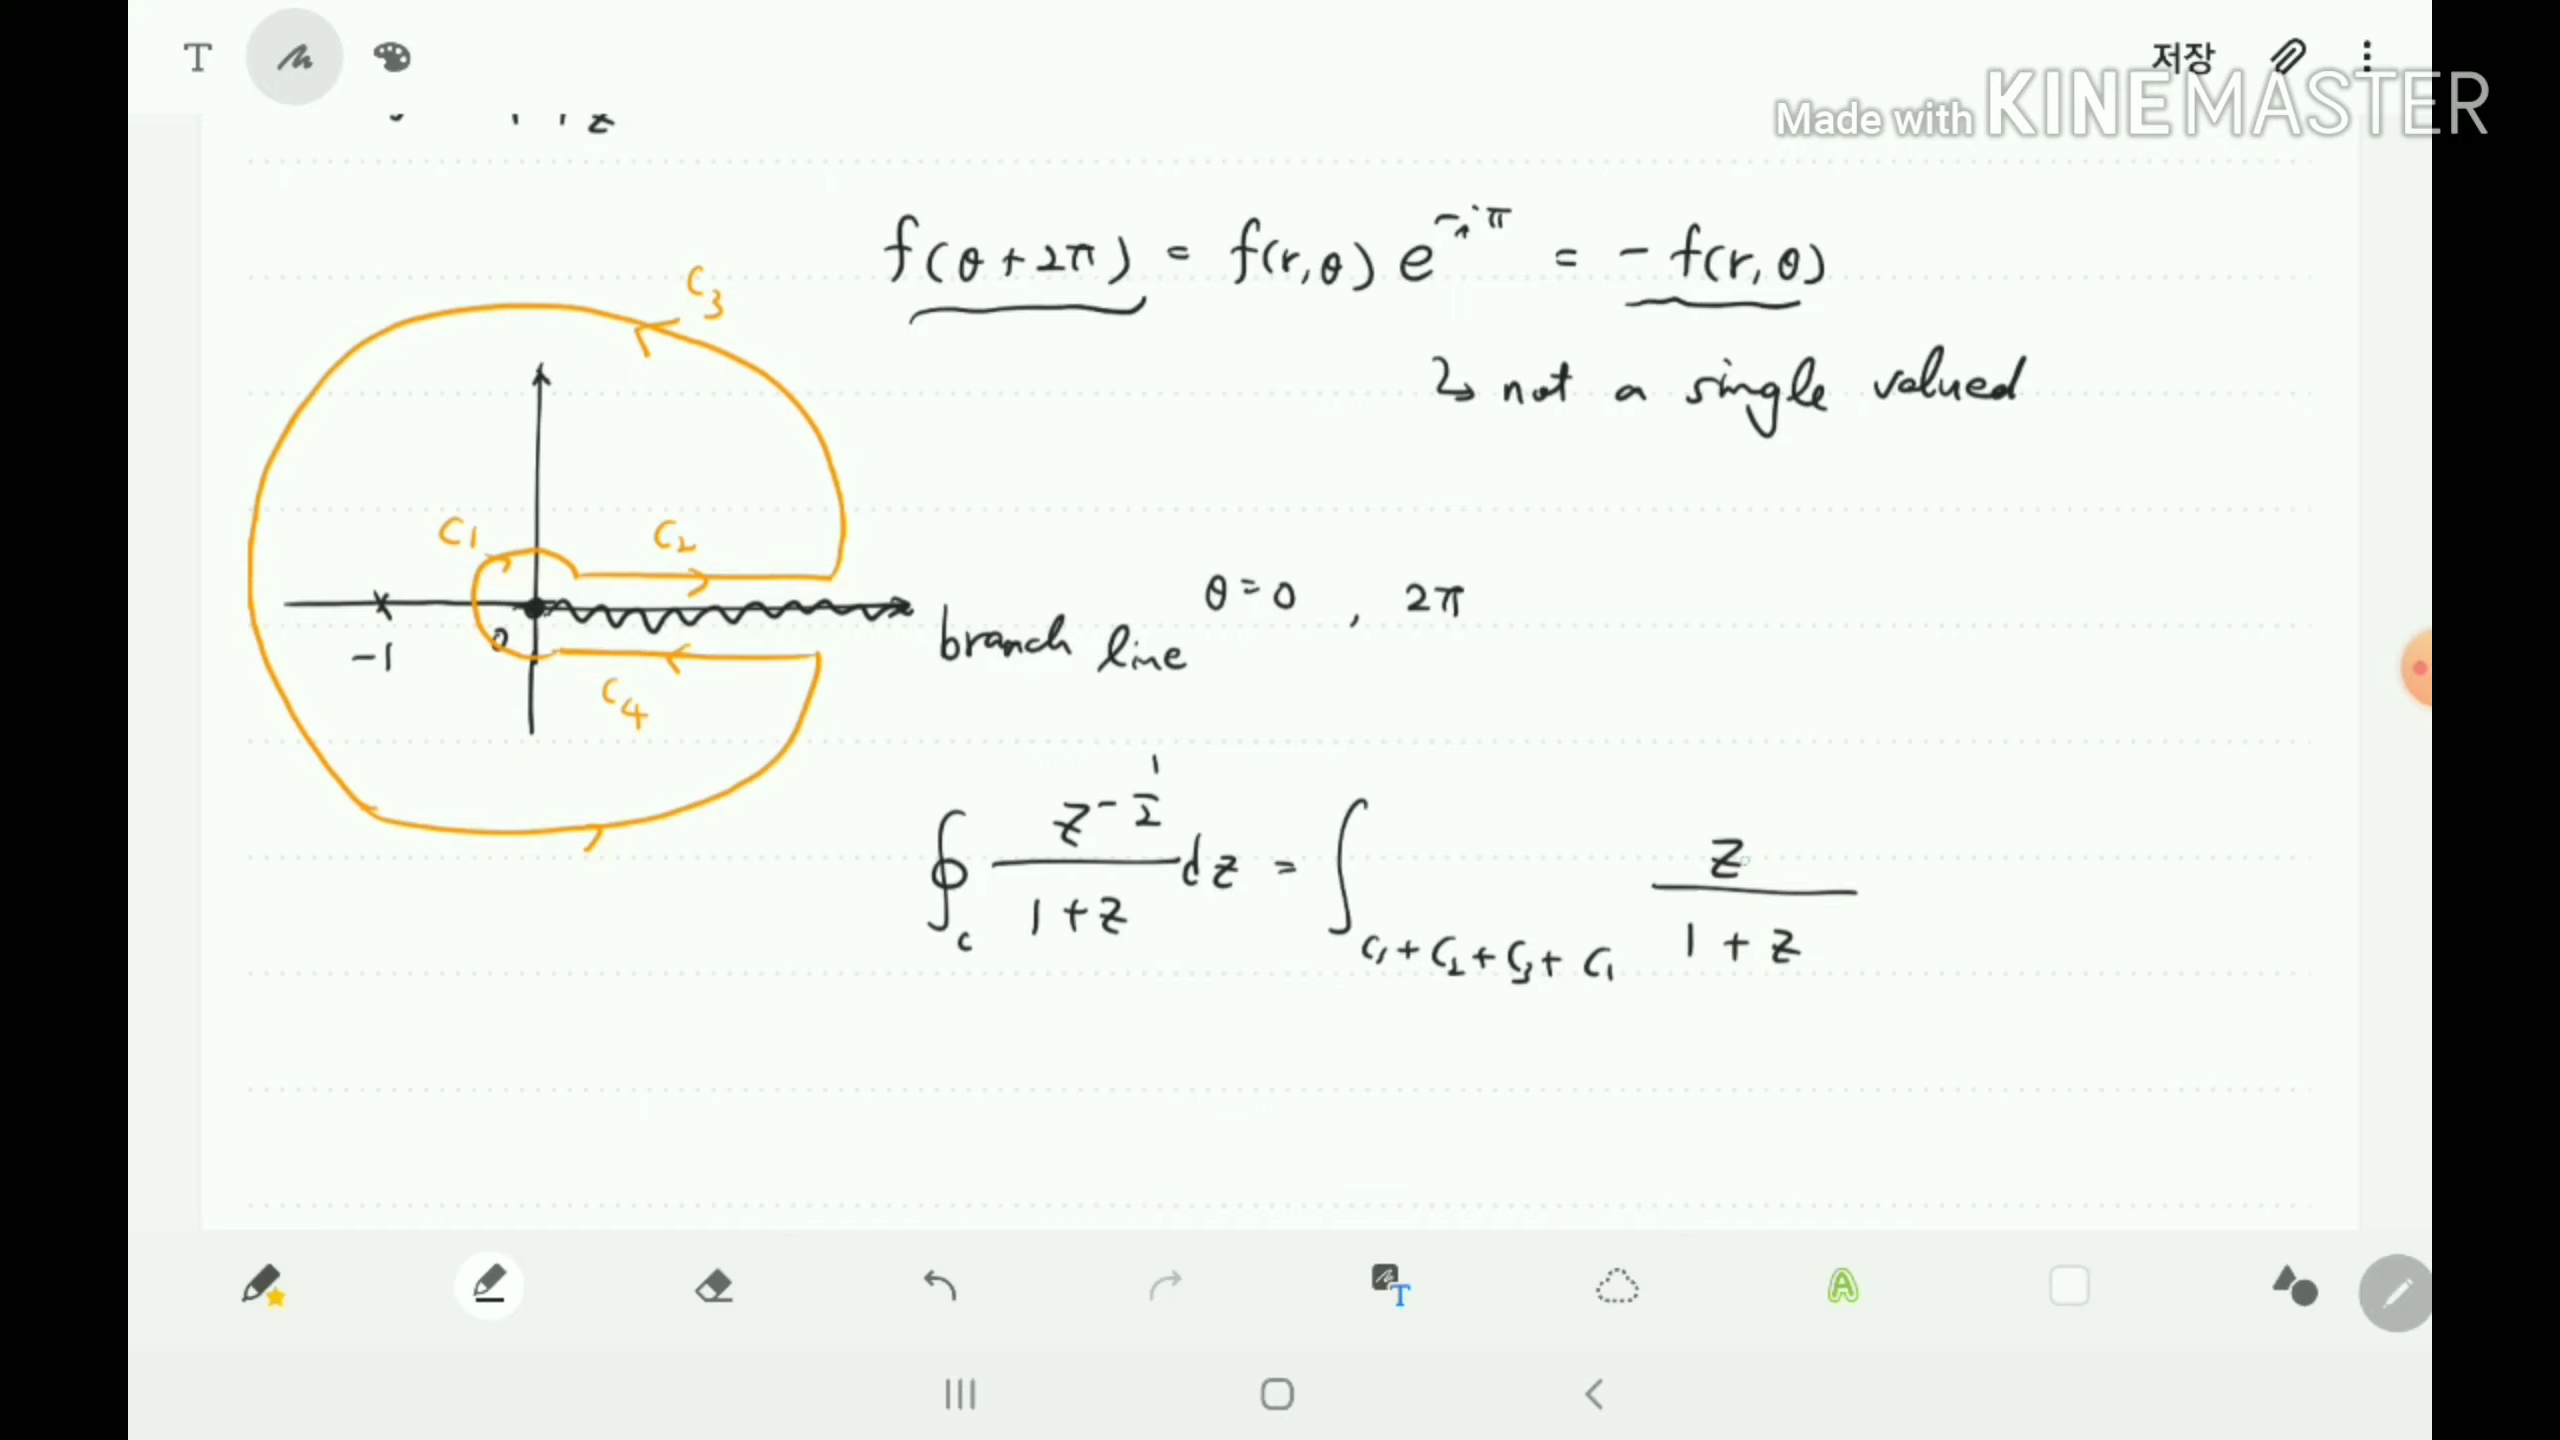 T 저장
Made with KINEMASTER
f(θ+2π) = f(r,θ) e^{-iπ} = -f(r,θ)
↳ not a single valued
C3
C1 C2
θ=0 , 2π
0 branch line
-1
C4
∮_c z^{-1/2}/(1+z) dz = ∫_{C1+C2+C3+C1} z/(1+z)
T A